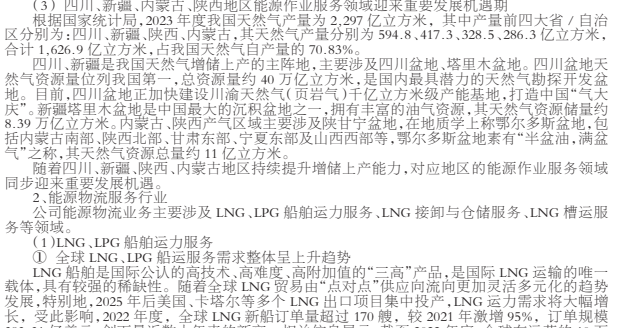 (3) 四川、新疆、内蒙古、陕西地区能源作业服务领域迎来重要发展机遇期
根据国家统计局，2023 年度我国天然气产量为 2,297 亿立方米，其中产量前四大省 / 自治
区分别为：四川、新疆、陕西、内蒙古，其天然气产量分别为 594.8、417.3、328.5、286.3 亿立方米，
合计 1,626.9 亿立方米，占我国天然气自产量的 70.83%。
四川、新疆是我国天然气增储上产的主阵地，主要涉及四川盆地、塔里木盆地。四川盆地天
然气资源量位列我国第一，总资源量约 40 万亿立方米，是国内最具潜力的天然气勘探开发盆
地。目前，四川盆地正加快建设川渝天然气（页岩气）千亿立方米级产能基地，打造中国“气大
庆”。新疆塔里木盆地是中国最大的沉积盆地之一，拥有丰富的油气资源，其天然气资源储量约
8.39 万亿立方米。内蒙古、陕西产气区域主要涉及陕甘宁盆地，在地质学上称鄂尔多斯盆地，包
括内蒙古南部、陕西北部、甘肃东部、宁夏东部及山西西部等，鄂尔多斯盆地素有“半盆油，满盆
气”之称，其天然气资源总量约 11 亿立方米。
随着四川、新疆、陕西、内蒙古地区持续提升增储上产能力，对应地区的能源作业服务领域
同步迎来重要发展机遇。
2、能源物流服务行业
公司能源物流业务主要涉及 LNG、LPG 船舶运力服务、LNG 接卸与仓储服务、LNG 槽运服
务等领域。
(1)LNG、LPG 船舶运力服务
① 全球 LNG、LPG 船运服务需求整体呈上升趋势
LNG 船舶是国际公认的高技术、高难度、高附加值的“三高”产品，是国际 LNG 运输的唯一
载体，具有较强的稀缺性。随着全球 LNG 贸易由“点对点”供应向流向更加灵活多元化的趋势
发展，特别地，2025 年后美国、卡塔尔等多个 LNG 出口项目集中投产，LNG 运力需求将大幅增
长，受此影响，2022 年度，全球 LNG 新船订单量超过 170 艘，较 2021 年激增 95%，订单规模